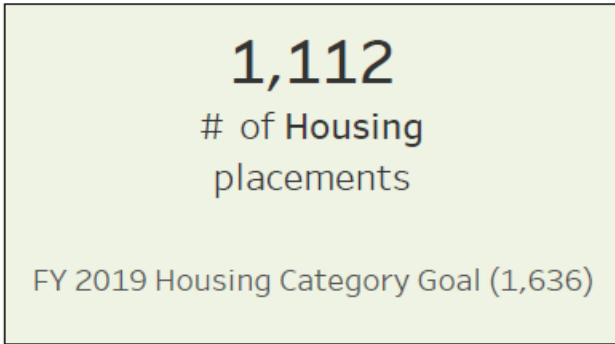 1,112
# of Housing
placements
FY 2019 Housing Category Goal (1,636)